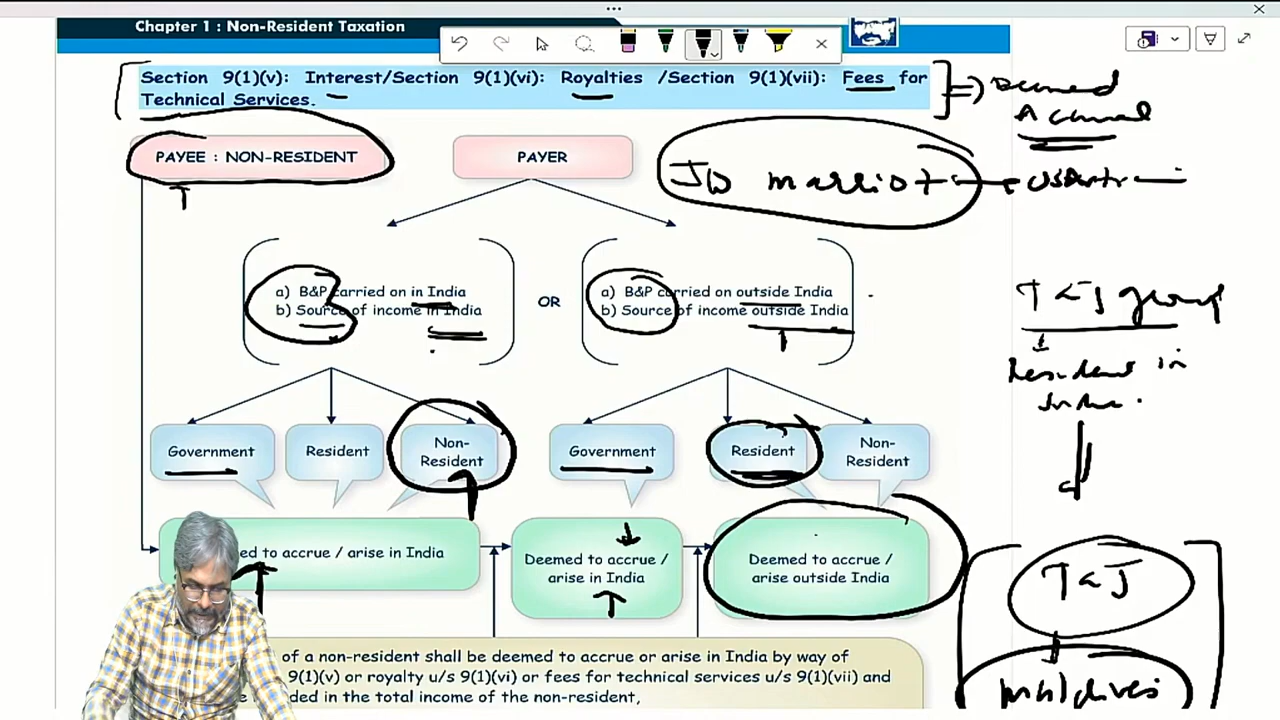 Chapter 1 : Non-Resident Taxation
Section 9(1)(v): Interest/Section 9(1)(vi): Royalties /Section 9(1)(vii): Fees for
Technical Services.
Deemed
Accrual
PAYEE : NON-RESIDENT
PAYER
JW marriot
a) B&P carried on in India
b) Source of income in India
OR
a) B&P carried on outside India
b) Source of income outside India
group
Resident in
India.
Government
Resident
Non-
Resident
Government
Resident
Non-
Resident
ed to accrue / arise in India
Deemed to accrue /
arise in India
Deemed to accrue /
arise outside India
Maldives
of a non-resident shall be deemed to accrue or arise in India by way of
9(1)(v) or royalty u/s 9(1)(vi) or fees for technical services u/s 9(1)(vii) and
ded in the total income of the non-resident,